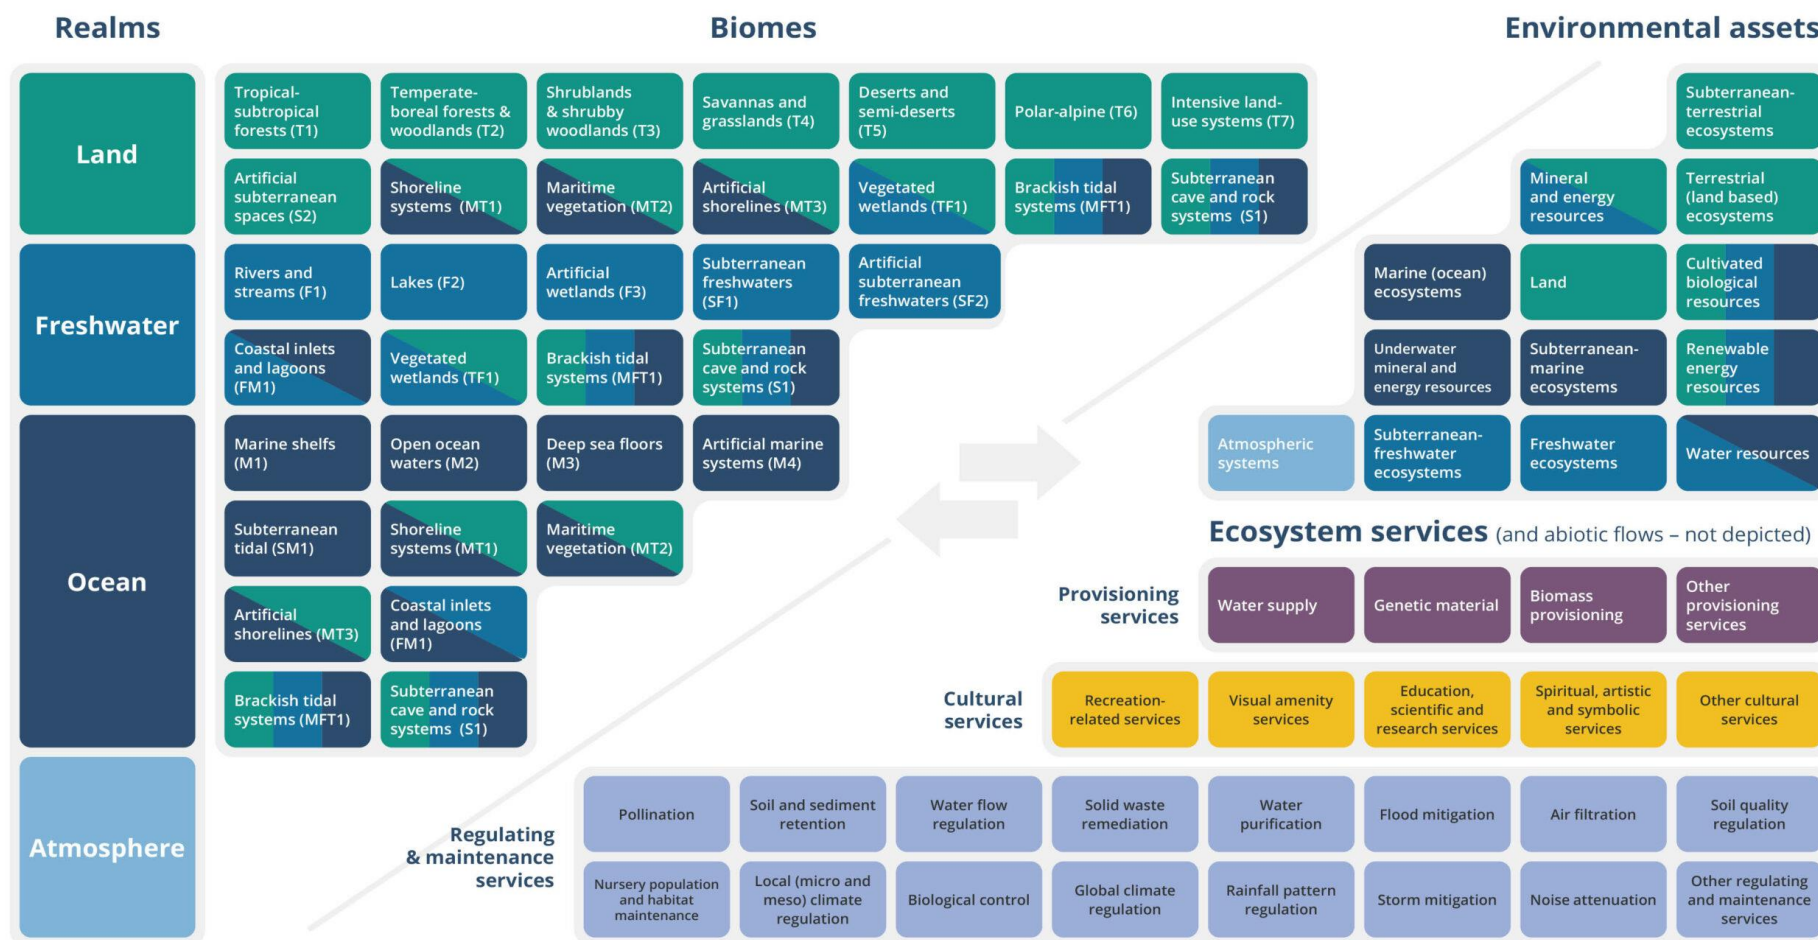 Realms
Biomes
Environmental assets
Land
Tropical-
subtropical
forests (T1)
Temperate-
boreal forests &
woodlands (T2)
Shrublands
& shrubby
woodlands (T3)
Savannas and
grasslands (T4)
Deserts and
semi-deserts
(T5)
Polar-alpine (T6)
Intensive land-
use systems (T7)
Artificial
subterranean
spaces (S2)
Shoreline
systems (MT1)
Maritime
vegetation (MT2)
Artificial
shorelines (MT3)
Vegetated
wetlands (TF1)
Brackish tidal
systems (MFT1)
Subterranean
cave and rock
systems (S1)
Freshwater
Rivers and
streams (F1)
Lakes (F2)
Artificial
wetlands (F3)
Subterranean
freshwaters
(SF1)
Artificial
subterranean
freshwaters (SF2)
Coastal inlets
and lagoons
(FM1)
Vegetated
wetlands (TF1)
Brackish tidal
systems (MFT1)
Subterranean
cave and rock
systems (S1)
Ocean
Marine shelfs
(M1)
Open ocean
waters (M2)
Deep sea floors
(M3)
Artificial marine
systems (M4)
Subterranean
tidal (SM1)
Shoreline
systems (MT1)
Maritime
vegetation (MT2)
Artificial
shorelines (MT3)
Coastal inlets
and lagoons
(FM1)
Brackish tidal
systems (MFT1)
Subterranean
cave and rock
systems (S1)
Atmosphere
Subterranean-
terrestrial
ecosystems
Mineral
and energy
resources
Terrestrial
(land based)
ecosystems
Marine (ocean)
ecosystems
Land
Cultivated
biological
resources
Underwater
mineral and
energy resources
Subterranean-
marine
ecosystems
Renewable
energy
resources
Atmospheric
systems
Subterranean-
freshwater
ecosystems
Freshwater
ecosystems
Water resources
Ecosystem services (and abiotic flows – not depicted)
Provisioning
services
Water supply
Genetic material
Biomass
provisioning
Other
provisioning
services
Cultural
services
Recreation-
related services
Visual amenity
services
Education,
scientific and
research services
Spiritual, artistic
and symbolic
services
Other cultural
services
Regulating
& maintenance
services
Pollination
Soil and sediment
retention
Water flow
regulation
Solid waste
remediation
Water
purification
Flood mitigation
Air filtration
Soil quality
regulation
Nursery population
and habitat
maintenance
Local (micro and
meso) climate
regulation
Biological control
Global climate
regulation
Rainfall pattern
regulation
Storm mitigation
Noise attenuation
Other regulating
and maintenance
services